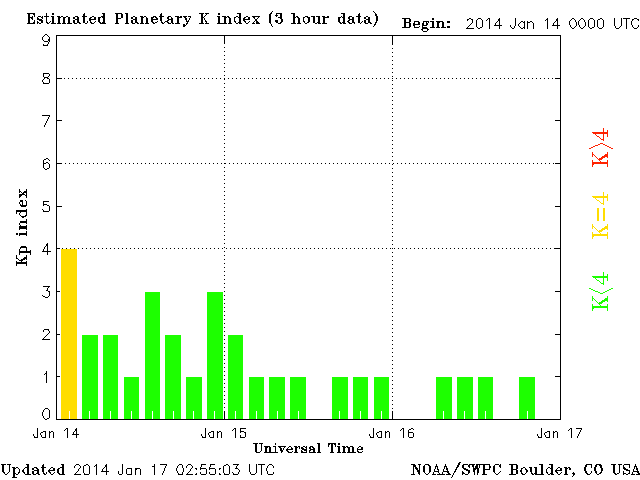 Estimated Planetary K index (3 hour data) Begin: 2014 Jan 14 0000 UTC
9
8
7
6
5
4
3
2
1
0
Kp index
K>4
K=4
K<4
Jan 14 Jan 15 Jan 16 Jan 17
Universal Time
Updated 2014 Jan 17 02:55:03 UTC NOAA/SWPC Boulder, CO USA